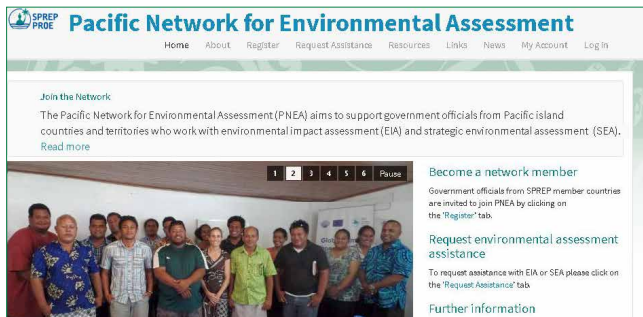 SPREP
PROE
Pacific Network for Environmental Assessment
Home About Register Request Assistance Resources Links News My Account Log in
Join the Network
The Pacific Network for Environmental Assessment (PNEA) aims to support government officials from Pacific island
countries and territories who work with environmental impact assessment (EIA) and strategic environmental assessment (SEA).
Read more
1 2 3 4 5 6 Pause
Become a network member
Government officials from SPREP member countries
are invited to join PNEA by clicking on
the 'Register' tab.
Request environmental assessment
assistance
To request assistance with EIA or SEA please click on
the 'Request Assistance' tab.
Further information